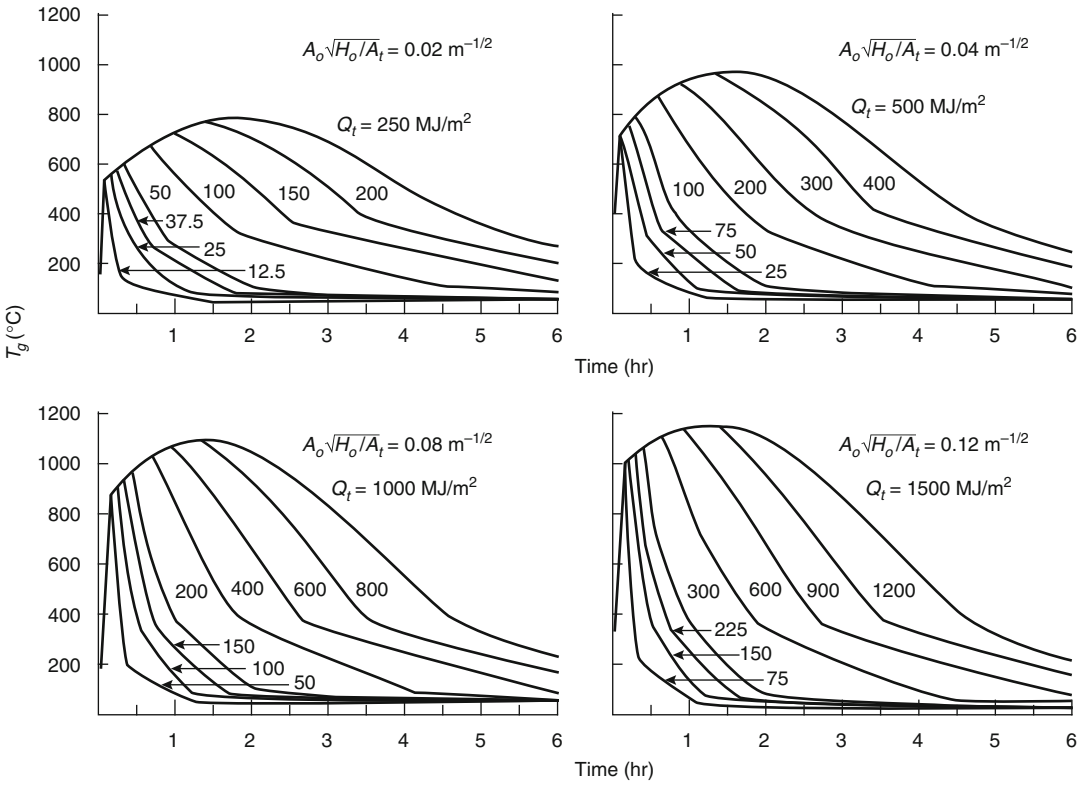 1200
1000
800
600
400
200
A_o√H_o/A_t = 0.02 m^–1/2
Q_t = 250 MJ/m²
50
100
150
200
37.5
25
12.5
1 2 3 4 5 6
A_o√H_o/A_t = 0.04 m^–1/2
Q_t = 500 MJ/m²
100
200
300
400
75
50
25
1 2 3 4 5 6
Time (hr)
T_g (°C)
1200
1000
800
600
400
200
A_o√H_o/A_t = 0.08 m^–1/2
Q_t = 1000 MJ/m²
200
400
600
800
150
100
50
1 2 3 4 5 6
A_o√H_o/A_t = 0.12 m^–1/2
Q_t = 1500 MJ/m²
300
600
900
1200
225
150
75
1 2 3 4 5 6
Time (hr)